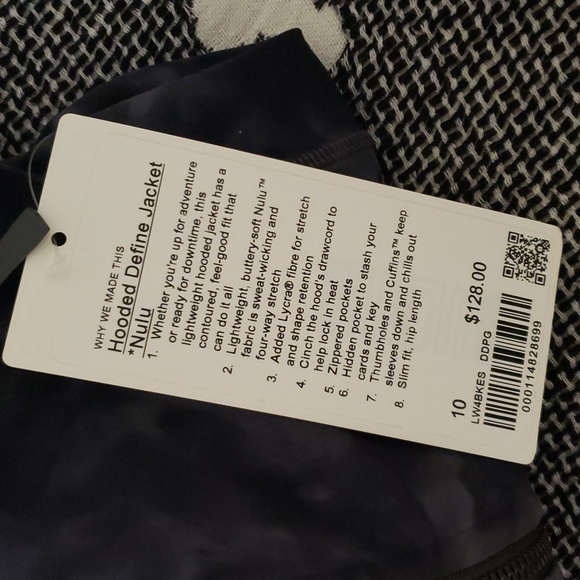 WHY WE MADE THIS
Hooded Define Jacket
*Nulu
1. Whether you're up for adventure
or ready for downtime, this
lightweight hooded jacket has a
contoured, feel-good fit that
can do it all
2. Lightweight, buttery-soft Nulu™
fabric is sweat-wicking and
four-way stretch
3. Added Lycra® fibre for stretch
and shape retention
4. Cinch the hood's drawcord to
help lock in heat
5. Zippered pockets
6. Hidden pocket to stash your
cards and key
7. Thumbholes and Cuffins™ keep
sleeves down and chills out
8. Slim fit, hip length
10
$128.00
LW4BKES DDPG
000114828699